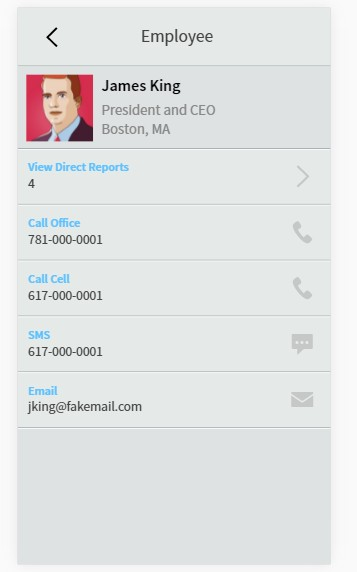 Employee
James King
President and CEO
Boston, MA
View Direct Reports
4
Call Office
781-000-0001
Call Cell
617-000-0001
SMS
617-000-0001
Email
jking@fakemail.com